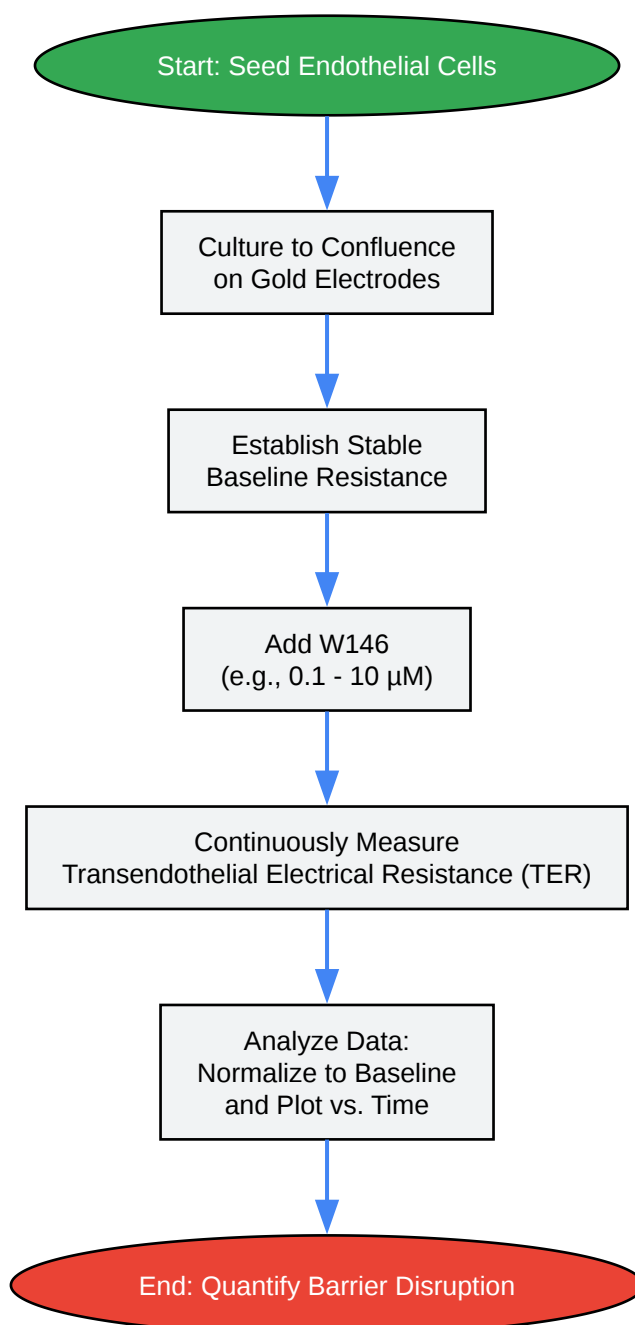 Start: Seed Endothelial Cells
Culture to Confluence
on Gold Electrodes
Establish Stable
Baseline Resistance
Add W146
(e.g., 0.1 - 10 µM)
Continuously Measure
Transendothelial Electrical Resistance (TER)
Analyze Data:
Normalize to Baseline
and Plot vs. Time
End: Quantify Barrier Disruption